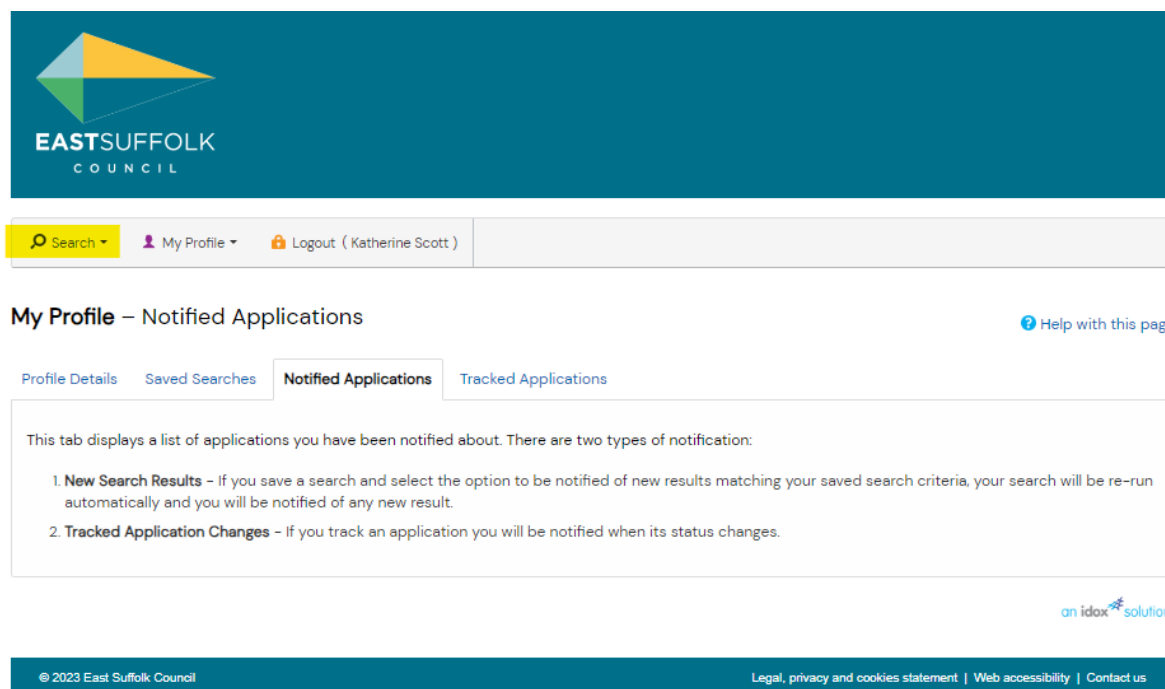 EASTSUFFOLK
COUNCIL
Search
My Profile
Logout ( Katherine Scott )
My Profile – Notified Applications
Help with this pag
Profile Details
Saved Searches
Notified Applications
Tracked Applications
This tab displays a list of applications you have been notified about. There are two types of notification:
1. New Search Results – If you save a search and select the option to be notified of new results matching your saved search criteria, your search will be re-run
automatically and you will be notified of any new result.
2. Tracked Application Changes – If you track an application you will be notified when its status changes.
an idox solution
© 2023 East Suffolk Council
Legal, privacy and cookies statement | Web accessibility | Contact us